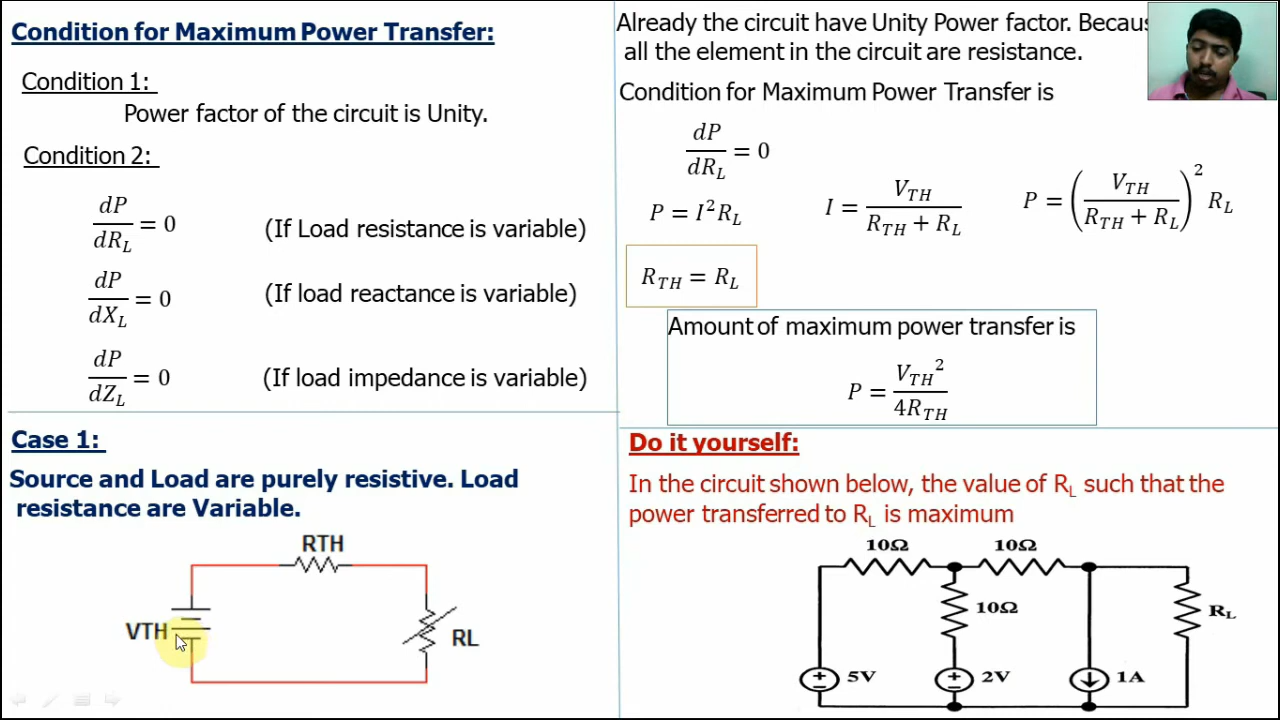 Condition for Maximum Power Transfer:
Condition 1:
Power factor of the circuit is Unity.
Condition 2:
dP/dR_L = 0 (If Load resistance is variable)
dP/dX_L = 0 (If load reactance is variable)
dP/dZ_L = 0 (If load impedance is variable)
Case 1:
Source and Load are purely resistive. Load
resistance are Variable.
RTH
VTH
RL
Already the circuit have Unity Power factor.
all the element in the circuit are resistance.
Condition for Maximum Power Transfer is
dP/dR_L = 0
P = I²R_L I = V_TH/(R_TH + R_L) P = (V_TH/(R_TH + R_L))² R_L
R_TH = R_L
Amount of maximum power transfer is
P = V_TH²/4R_TH
Do it yourself:
In the circuit shown below, the value of R_L such that the
power transferred to R_L is maximum
10Ω 10Ω
10Ω R_L
5V 2V 1A